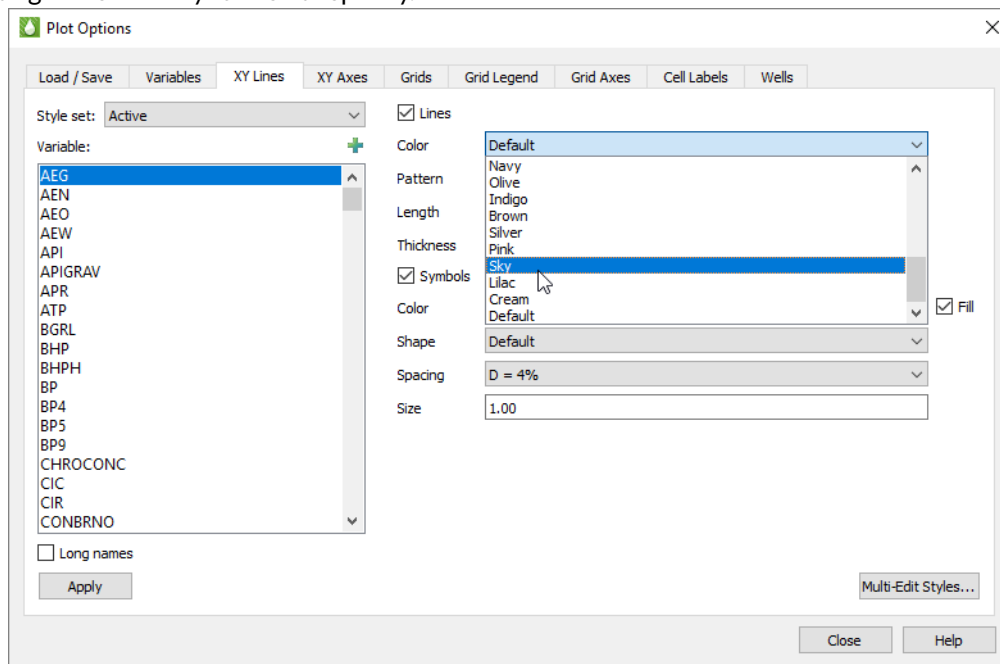 Plot Options
Load / Save Variables XY Lines XY Axes Grids Grid Legend Grid Axes Cell Labels Wells
Style set: Active
Variable:
AEG
AEN
AEO
AEW
API
APIGRAV
APR
ATP
BGRL
BHP
BHPH
BP
BP4
BP5
BP9
CHROCONC
CIC
CIR
CONBRNO
Long names
Apply
Lines
Color Default
Navy
Olive
Indigo
Brown
Silver
Pink
Sky
Lilac
Cream
Default
Pattern
Length
Thickness
Symbols
Color
Fill
Shape Default
Spacing D = 4%
Size 1.00
Multi-Edit Styles...
Close Help